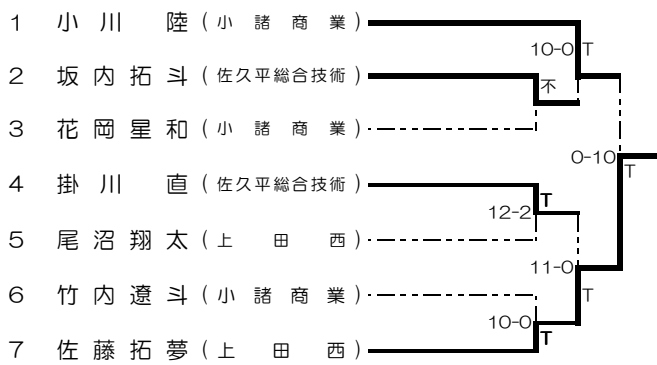 1 小川 陸 (小諸商業)
10-0 T
2 坂内拓斗 (佐久平総合技術)
不
3 花岡星和 (小諸商業)
0-10 T
4 掛川 直 (佐久平総合技術)
12-2 T
5 尾沼翔太 (上田西)
11-0 T
6 竹内遼斗 (小諸商業)
10-0 T
7 佐藤拓夢 (上田西)